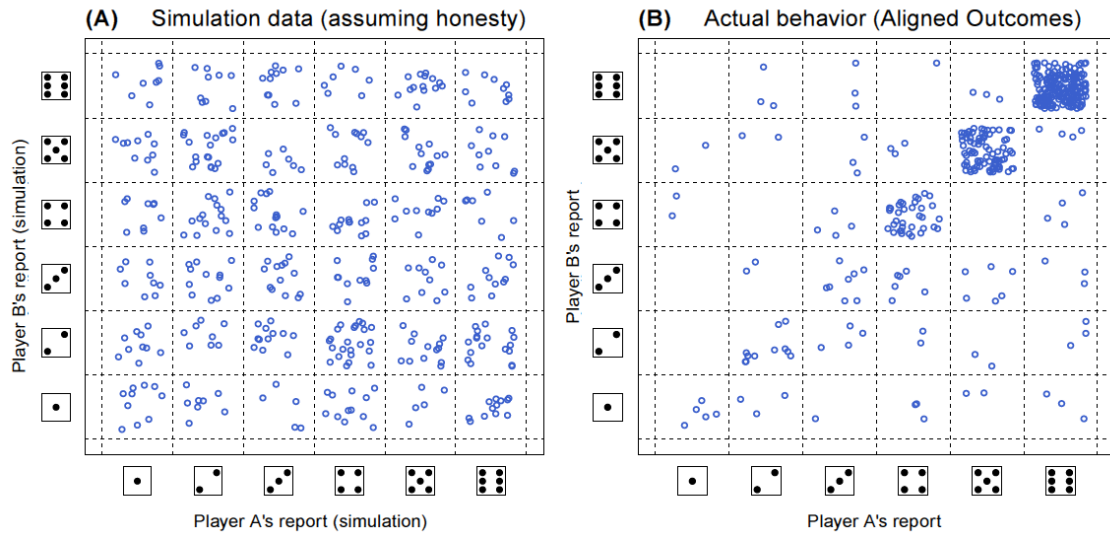 (A) Simulation data (assuming honesty)
Player B's report (simulation)
Player A's report (simulation)
(B) Actual behavior (Aligned Outcomes)
Player B's report
Player A's report